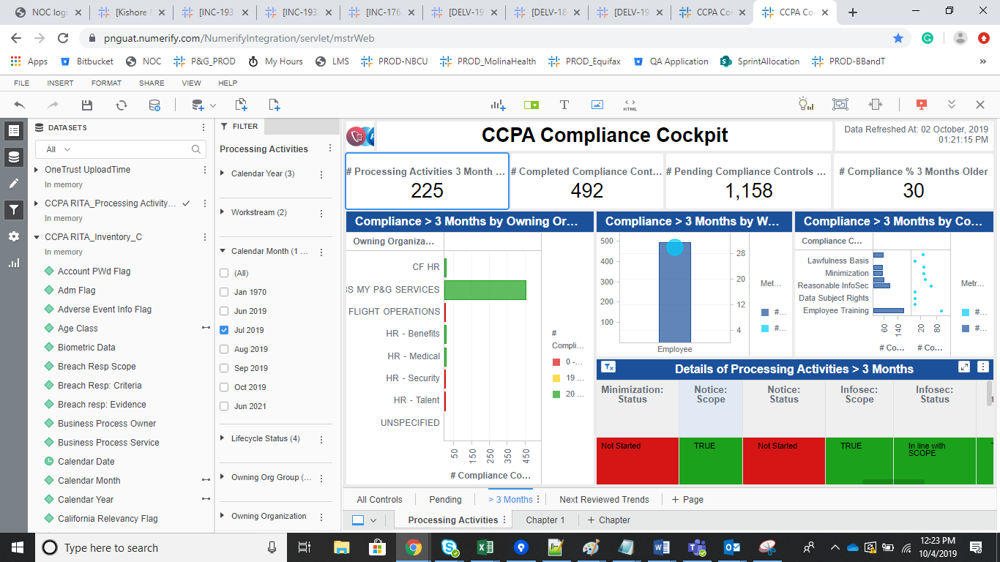 NOC logi
[Kishore
[INC-193
[INC-193
[INC-176
[DELV-19
[DELV-18
[DELV-19
CCPA Co
CCPA Co
pnguat.numerify.com/NumerifyIntegration/servlet/mstrWeb
Apps Bitbucket NOC P&G_PROD My Hours LMS PROD-NBCU PROD_MolinaHealth PROD_Equifax QA Application SprintAllocation PROD-BBandT »
FILE INSERT FORMAT SHARE VIEW HELP
HTML
DATASETS
All
OneTrust UploadTime
In memory
CCPA RITA_Processing Activity...
In memory
CCPA RITA_Inventory_C
In memory
Account PWd Flag
Adm Flag
Adverse Event Info Flag
Age Class
Biometric Data
Breach Resp Scope
Breach Resp: Criteria
Breach resp: Evidence
Business Process Owner
Business Process Service
Calendar Date
Calendar Month
Calendar Year
California Relevancy Flag
FILTER
Processing Activities
Calendar Year (3)
Workstream (2)
Calendar Month (1 ...
(All)
Jan 1970
Jun 2019
Jul 2019
Aug 2019
Sep 2019
Oct 2019
Jun 2021
Lifecycle Status (4)
Owning Org Group (...
Owning Organization
CCPA Compliance Cockpit
Data Refreshed At: 02 October, 2019
01:21:15 PM
# Processing Activities 3 Month ...
225
# Completed Compliance Cont...
492
# Pending Compliance Controls ...
1,158
# Compliance % 3 Months Older
30
Compliance > 3 Months by Owning Or...
Owning Organiza...
CF HR
BS MY P&G SERVICES
FLIGHT OPERATIONS
HR - Benefits
HR - Medical
HR - Security
HR - Talent
UNSPECIFIED
50 150 250 350 450
# Compliance Co...
#
Compli...
0 -...
19 ...
20 ...
Compliance > 3 Months by W...
500
400
300
200
100
28
20
12
4
Employee
Met...
#...
#...
Compliance > 3 Months by Co...
Compliance C...
Lawfulness Basis
Minimization
Reasonable InfoSec
Data Subject Rights
Employee Training
60 140 20 80
# Co... # Co...
Metr...
#...
#...
Details of Processing Activities > 3 Months
Minimization: Notice: Notice: Infosec: Infosec:
Status Scope Status Scope Status
Not Started TRUE Not Started TRUE In line with
SCOPE
All Controls Pending > 3 Months Next Reviewed Trends + Page
Processing Activities Chapter 1 + Chapter
Type here to search
12:23 PM
10/4/2019